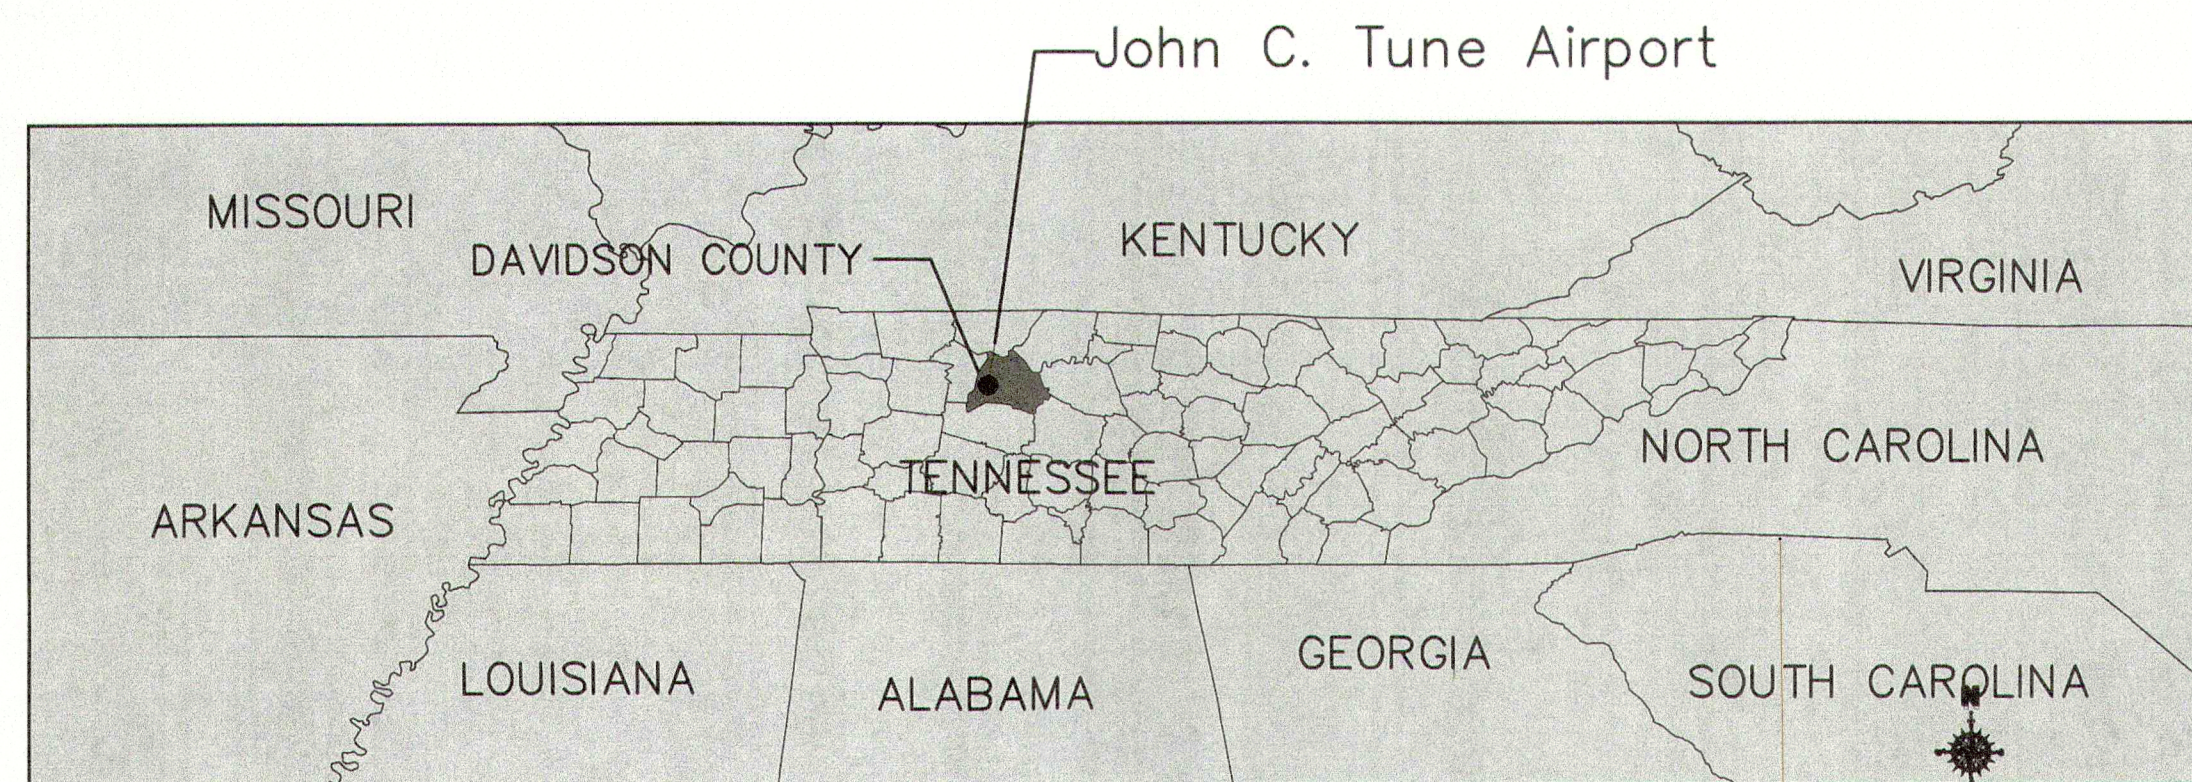 John C. Tune Airport
MISSOURI
KENTUCKY
DAVIDSON COUNTY
VIRGINIA
NORTH CAROLINA
TENNESSEE
ARKANSAS
GEORGIA
LOUISIANA
ALABAMA
SOUTH CAROLINA
N